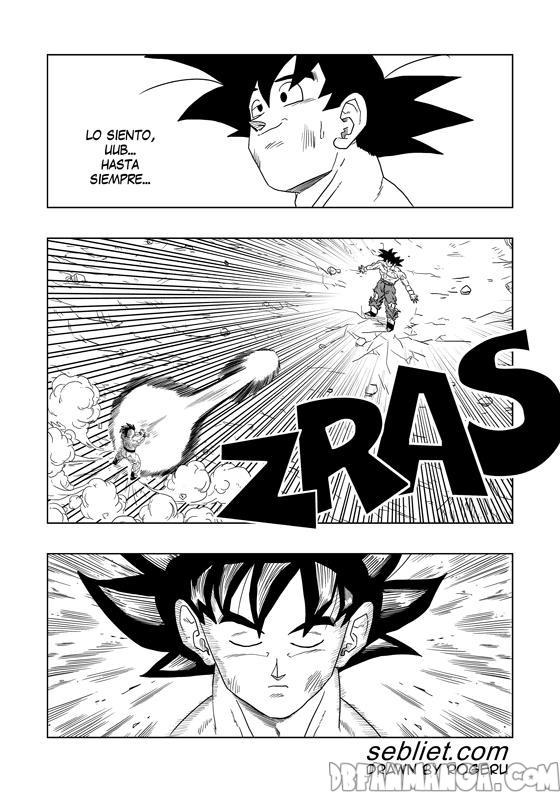 LO SIENTO,
UUB...
HASTA
SIEMPRE...
ZRAS
sebliet.com
DRAWN BY ROGERU
DBFANMANGA.COM